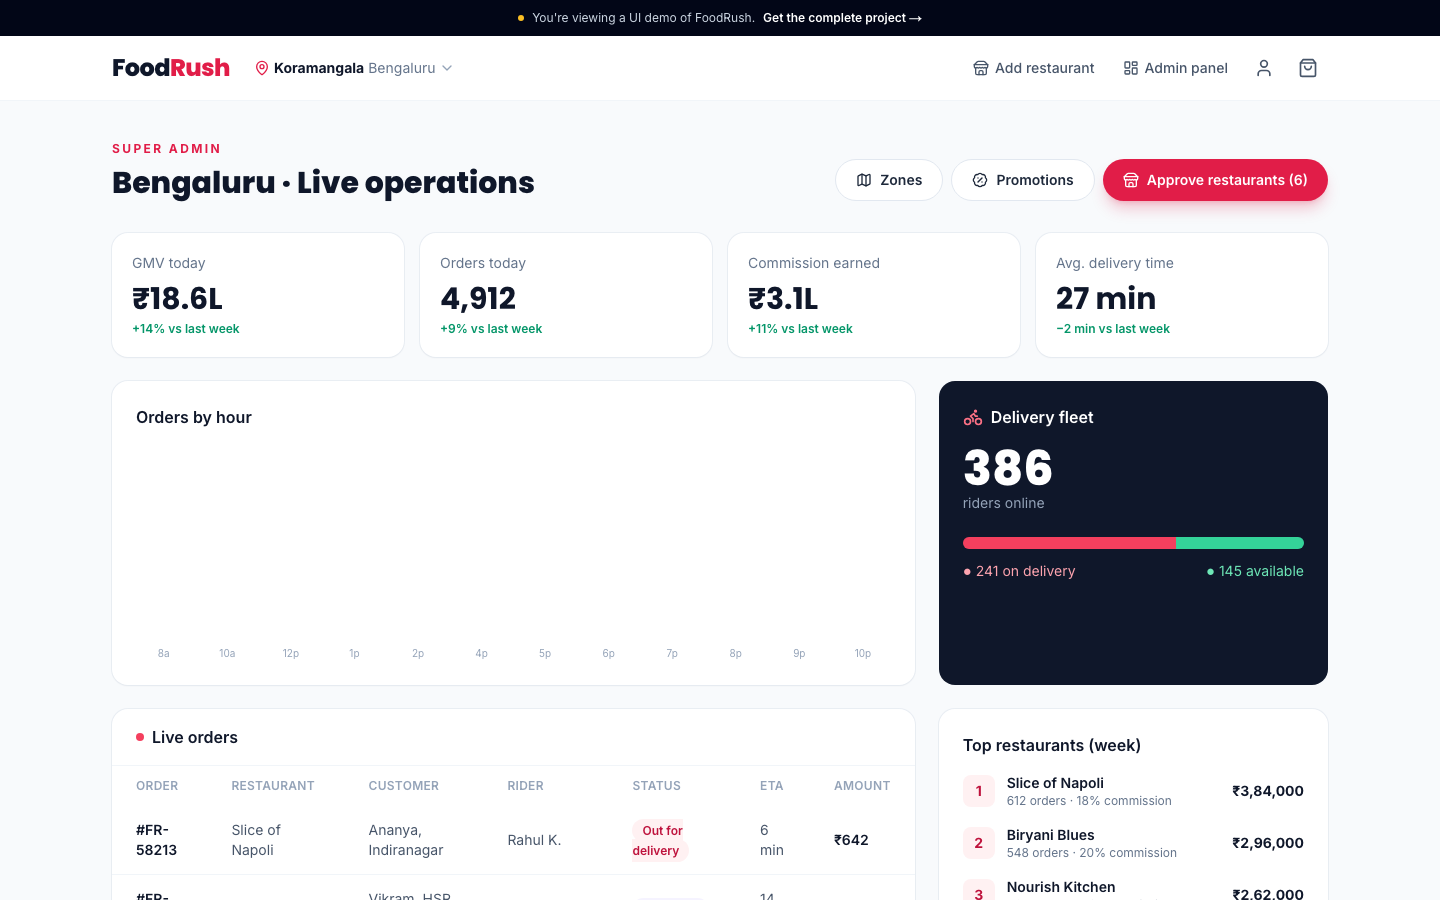 You're viewing a UI demo of FoodRush. Get the complete project →
FoodRush
Koramangala Bengaluru
Add restaurant
Admin panel
SUPER ADMIN
Bengaluru · Live operations
Zones
Promotions
Approve restaurants (6)
GMV today
₹18.6L
+14% vs last week
Orders today
4,912
+9% vs last week
Commission earned
₹3.1L
+11% vs last week
Avg. delivery time
27 min
−2 min vs last week
Orders by hour
8a 10a 12p 1p 2p 4p 5p 6p 7p 8p 9p 10p
Delivery fleet
386
riders online
● 241 on delivery
● 145 available
Live orders
ORDER RESTAURANT CUSTOMER RIDER STATUS ETA AMOUNT
#FR-58213 Slice of Napoli Ananya, Indiranagar Rahul K. Out for delivery 6 min ₹642
#FR- Vikram, HSR 14
Top restaurants (week)
1 Slice of Napoli ₹3,84,000
612 orders · 18% commission
2 Biryani Blues ₹2,96,000
548 orders · 20% commission
3 Nourish Kitchen ₹2,62,000